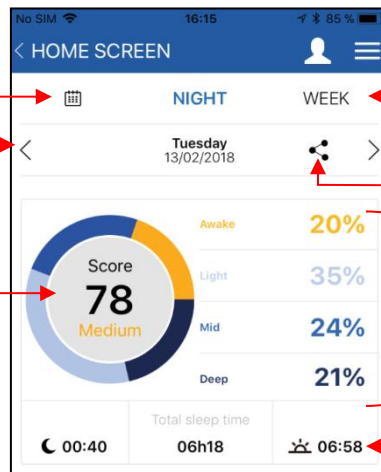 No SIM 16:15 85 %
< HOME SCREEN
NIGHT WEEK
Tuesday
13/02/2018
Score
78
Medium
Awake 20%
Light 35%
Mid 24%
Deep 21%
Total sleep time
00:40 06h18 06:58